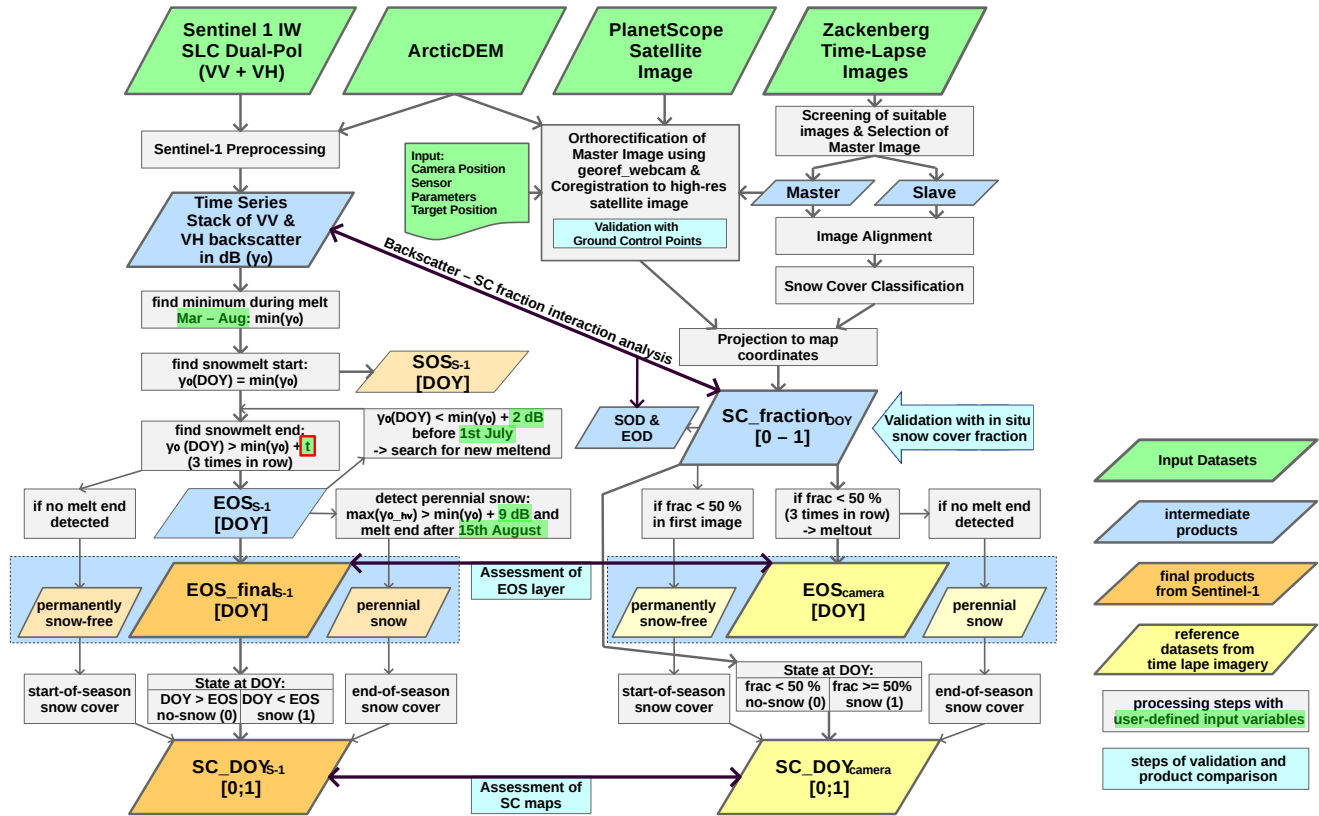 Sentinel 1 IW
SLC Dual-Pol
(VV + VH)
ArcticDEM
PlanetScope
Satellite
Image
Zackenberg
Time-Lapse
Images
Sentinel-1 Preprocessing
Input:
Camera Position
Sensor
Parameters
Target Position
Orthorectification of
Master Image using
georef_webcam &
Coregistration to high-res
satellite image
Validation with
Ground Control Points
Screening of suitable
images & Selection of
Master Image
Master
Slave
Image Alignment
Snow Cover Classification
Time Series
Stack of VV &
VH backscatter
in dB (γ₀)
Backscatter – SC fraction interaction analysis
find minimum during melt
Mar – Aug: min(γ₀)
Projection to map
coordinates
find snowmelt start:
γ₀(DOY) = min(γ₀)
SOSS-1
[DOY]
find snowmelt end:
γ₀ (DOY) > min(γ₀) + t
(3 times in row)
γ₀(DOY) < min(γ₀) + 2 dB
before 1st July
-> search for new meltend
SOD &
EOD
SC_fractionDOY
[0 – 1]
Validation with in situ
snow cover fraction
if no melt end
detected
EOSS-1
[DOY]
detect perennial snow:
max(γ₀_hw) > min(γ₀) + 9 dB and
melt end after 15th August
if frac < 50 %
in first image
if frac < 50 %
(3 times in row)
-> meltout
if no melt end
detected
permanently
snow-free
EOS_finalS-1
[DOY]
perennial
snow
Assessment of
EOS layer
permanently
snow-free
EOScamera
[DOY]
perennial
snow
start-of-season
snow cover
State at DOY:
DOY > EOS
no-snow (0)
DOY < EOS
snow (1)
end-of-season
snow cover
start-of-season
snow cover
State at DOY:
frac < 50 %
no-snow (0)
frac >= 50%
snow (1)
end-of-season
snow cover
SC_DOYS-1
[0;1]
Assessment of
SC maps
SC_DOYcamera
[0;1]
Input Datasets
intermediate
products
final products
from Sentinel-1
reference
datasets from
time lape imagery
processing steps with
user-defined input variables
steps of validation and
product comparison